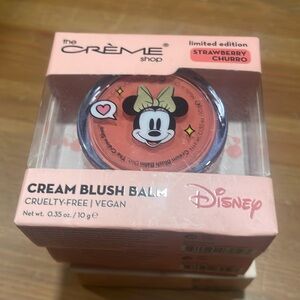 the
CRÈME
shop
limited edition
STRAWBERRY
CHURRO
CREAM BLUSH BALM
CRUELTY-FREE | VEGAN
Net wt. 0.35 oz. / 10 g ℮
Disney